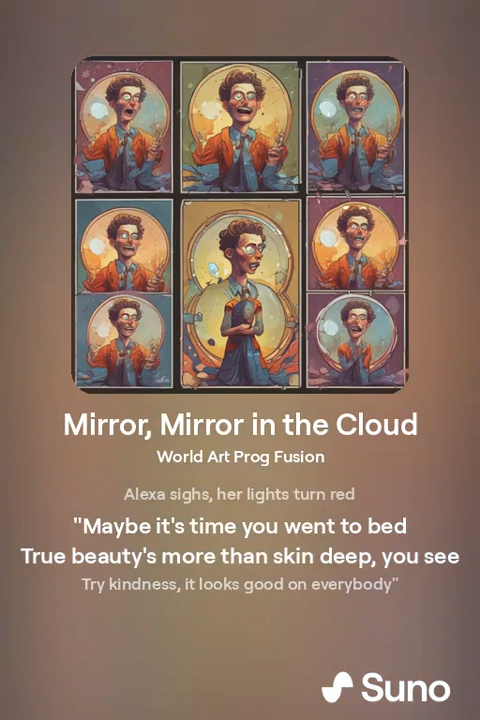 Mirror, Mirror in the Cloud
World Art Prog Fusion
Alexa sighs, her lights turn red
"Maybe it's time you went to bed
True beauty's more than skin deep, you see
Try kindness, it looks good on everybody"
Suno